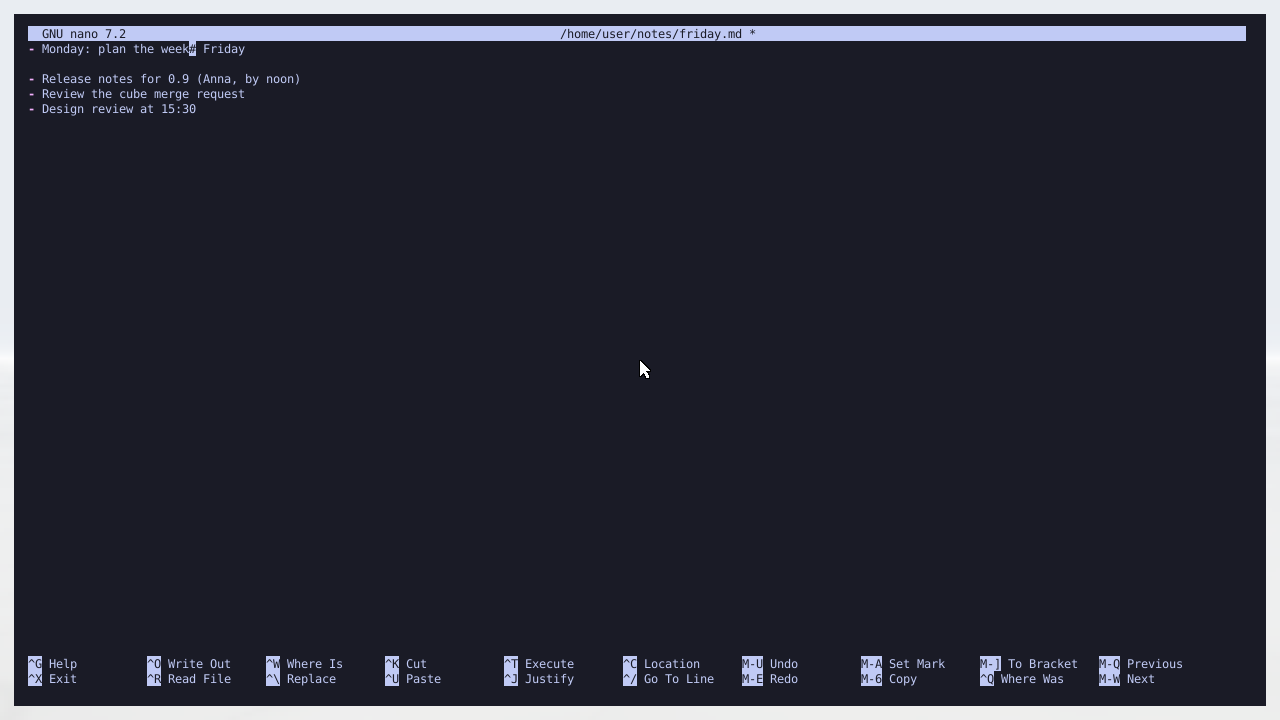 GNU nano 7.2 /home/user/notes/friday.md *
- Monday: plan the week# Friday
- Release notes for 0.9 (Anna, by noon)
- Review the cube merge request
- Design review at 15:30
^G Help ^O Write Out ^W Where Is ^K Cut ^T Execute ^C Location M-U Undo M-A Set Mark M-] To Bracket M-Q Previous
^X Exit ^R Read File ^\ Replace ^U Paste ^J Justify ^/ Go To Line M-E Redo M-6 Copy ^Q Where Was M-W Next